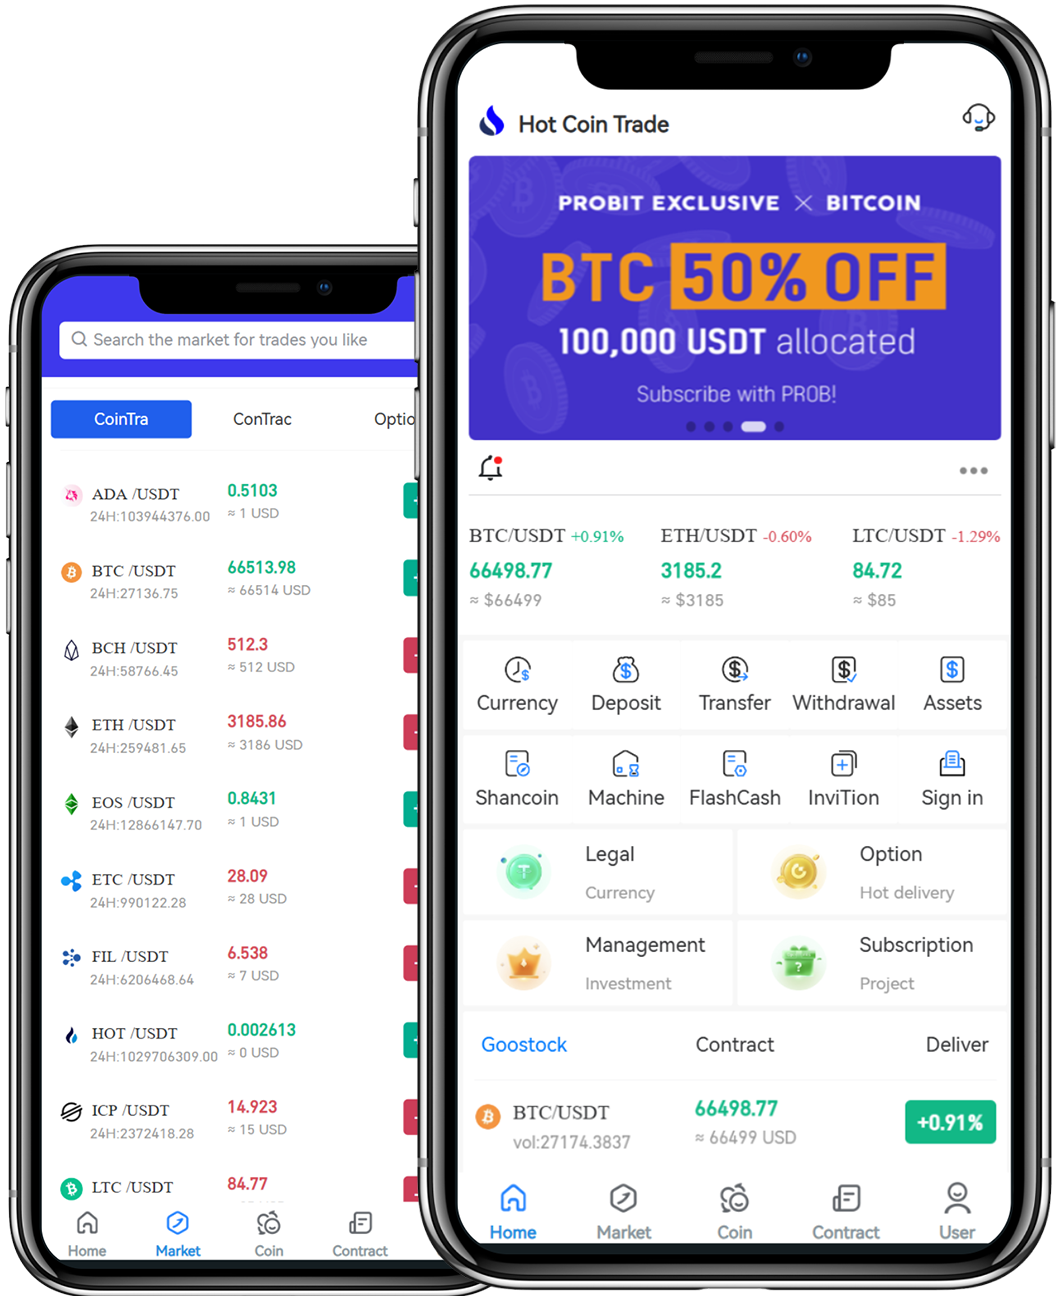 Search the market for trades you like
CoinTra
ConTrac
Optio
ADA /USDT
0.5103
24H:103944376.00
≈ 1 USD
BTC /USDT
66513.98
24H:27136.75
≈ 66514 USD
BCH /USDT
512.3
24H:58766.45
≈ 512 USD
ETH /USDT
3185.86
24H:259481.65
≈ 3186 USD
EOS /USDT
0.8431
24H:12866147.70
≈ 1 USD
ETC /USDT
28.09
24H:990122.28
≈ 28 USD
FIL /USDT
6.538
24H:6206468.64
≈ 7 USD
HOT /USDT
0.002613
24H:1029706309.00
≈ 0 USD
ICP /USDT
14.923
24H:2372418.28
≈ 15 USD
LTC /USDT
84.77
Home
Market
Coin
Contract
Hot Coin Trade
PROBIT EXCLUSIVE × BITCOIN
BTC 50% OFF
100,000 USDT allocated
Subscribe with PROB!
BTC/USDT +0.91%
66498.77
≈ $66499
ETH/USDT -0.60%
3185.2
≈ $3185
LTC/USDT -1.29%
84.72
≈ $85
Currency
Deposit
Transfer
Withdrawal
Assets
Shancoin
Machine
FlashCash
InviTion
Sign in
Legal
Currency
Option
Hot delivery
Management
Investment
Subscription
Project
Goostock
Contract
Deliver
BTC/USDT
vol:27174.3837
66498.77
≈ 66499 USD
+0.91%
Home
Market
Coin
Contract
User